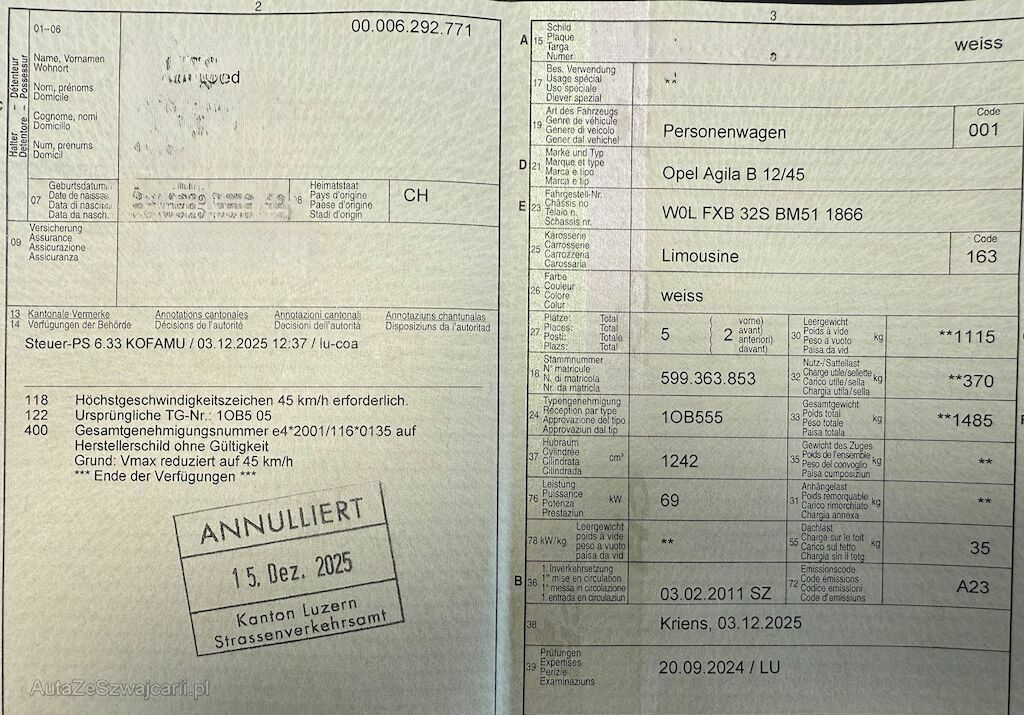 2
01–06
00.006.292.771
Halter – Détenteur
Detentore – Possessur
Name, Vornamen
Wohnort
Nom, prénoms
Domicile
Cognome, nomi
Domicilio
Num, prenums
Domicil
07
Geburtsdatum
Date de naissance
Data di nascita
Data da nasch.
08
Heimatstaat
Pays d'origine
Paese d'origine
Stadi d'origin
CH
09
Versicherung
Assurance
Assicurazione
Assicuranza
13 Kantonale Vermerke Annotations cantonales Annotazioni cantonali Annotaziuns chantunalas
14 Verfügungen der Behörde Décisions de l'autorité Decisioni dell'autorità Disposiziuns da l'autoritad
Steuer-PS 6.33 KOFAMU / 03.12.2025 12:37 / lu-coa
118 Höchstgeschwindigkeitszeichen 45 km/h erforderlich.
122 Ursprüngliche TG-Nr.: 1OB5 05
400 Gesamtgenehmigungsnummer e4*2001/116*0135 auf
Herstellerschild ohne Gültigkeit
Grund: Vmax reduziert auf 45 km/h
*** Ende der Verfügungen ***
ANNULLIERT
15. Dez. 2025
Kanton Luzern
Strassenverkehrsamt
AutaZeSzwajcarii.pl
3
A 15
Schild
Plaque
Targa
Numer
weiss
17
Bes. Verwendung
Usage spécial
Uso speciale
Diever spezial
**
19
Art des Fahrzeugs
Genre de véhicule
Genere di veicolo
Gener dal vehichel
Personenwagen
Code
001
D 21
Marke und Typ
Marque et type
Marca e tipo
Marca e tip
Opel Agila B 12/45
E 23
Fahrgestell-Nr.
Châssis no
Telaio n.
Schassis nr.
W0L FXB 32S BM51 1866
25
Karosserie
Carrosserie
Carrozzeria
Carossaria
Limousine
Code
163
26
Farbe
Couleur
Colore
Colur
weiss
27
Plätze: Total
Places: Total
Posti: Totale
Plazs: Total
5
2
vorne)
avant)
anteriori)
davant)
30
Leergewicht
Poids à vide
Peso a vuoto
Paisa da vid
kg
**1115
18
Stammnummer
N° matricule
N. di matricola
Nr. da matricla
599.363.853
32
Nutz-/Sattellast
Charge utile/sellette
Carico utile/sella
Chargia utila/sella
kg
**370
24
Typengenehmigung
Réception par type
Approvazione del tipo
Approvaziun dal tip
1OB555
33
Gesamtgewicht
Poids total
Peso totale
Paisa totala
kg
**1485
37
Hubraum
Cylindrée
Cilindrata
Cilindrada
cm³
1242
35
Gewicht des Zuges
Poids de l'ensemble
Peso del convoglio
Paisa cumposiziun
kg
**
76
Leistung
Puissance
Potenza
Prestaziun
kW
69
31
Anhängelast
Poids remorquable
Carico rimorchiato
Chargia annexa
kg
**
78 kW/kg
Leergewicht
poids à vide
peso a vuoto
paisa da vid
**
55
Dachlast
Charge sur le toit
Carico sul tetto
Chargia sin il tetg
kg
35
B 36
1. Inverkehrsetzung
1re mise en circulation
1a messa in circolazione
1. entrada en circulaziun
03.02.2011 SZ
72
Emissionscode
Code émissions
Codice emissioni
Code d'emissiuns
A23
38
Kriens, 03.12.2025
39
Prüfungen
Expertises
Perizie
Examinaziuns
20.09.2024 / LU